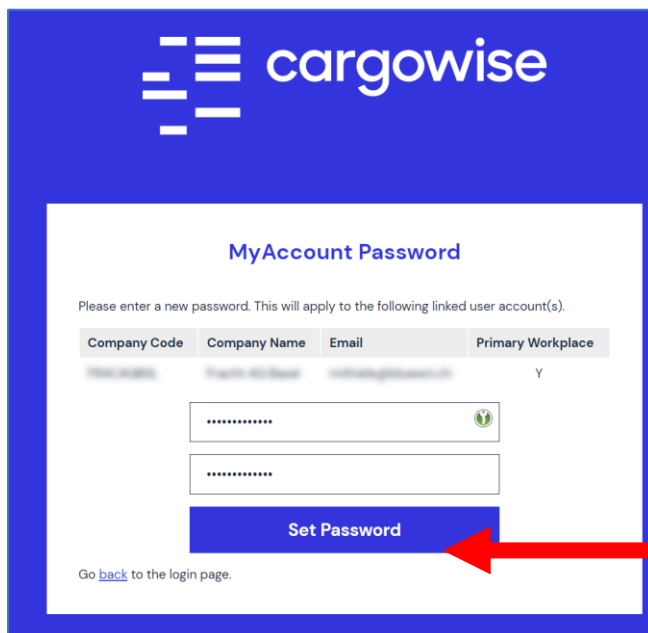 cargowise
MyAccount Password
Please enter a new password. This will apply to the following linked user account(s).
Company Code Company Name Email Primary Workplace
Y
•••••••••••••
•••••••••••••
Set Password
Go back to the login page.